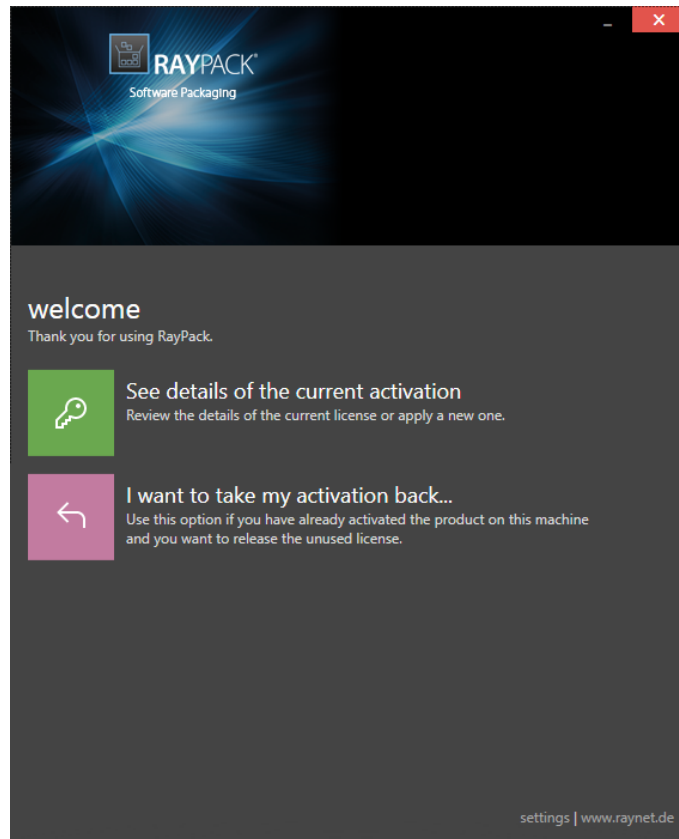 RAYPACK®
Software Packaging
welcome
Thank you for using RayPack.
See details of the current activation
Review the details of the current license or apply a new one.
I want to take my activation back...
Use this option if you have already activated the product on this machine
and you want to release the unused license.
settings | www.raynet.de